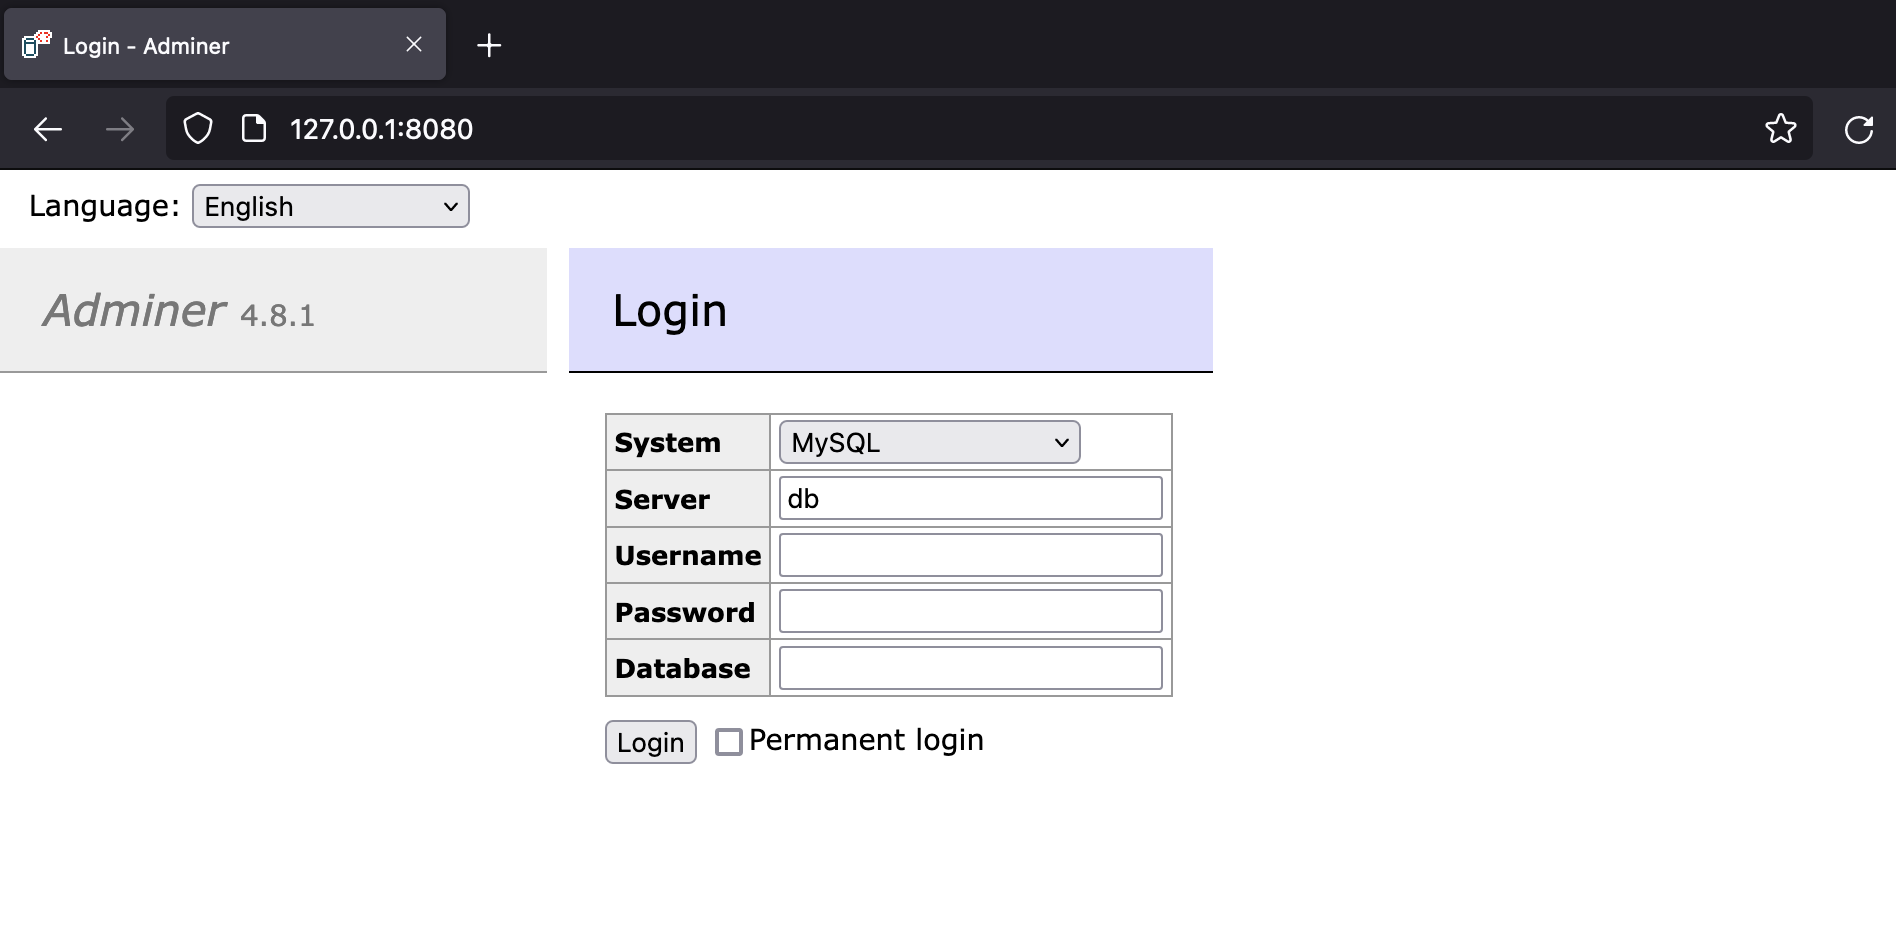 Login - Adminer
127.0.0.1:8080
Language: English
Adminer 4.8.1
Login
System MySQL
Server db
Username
Password
Database
Login Permanent login